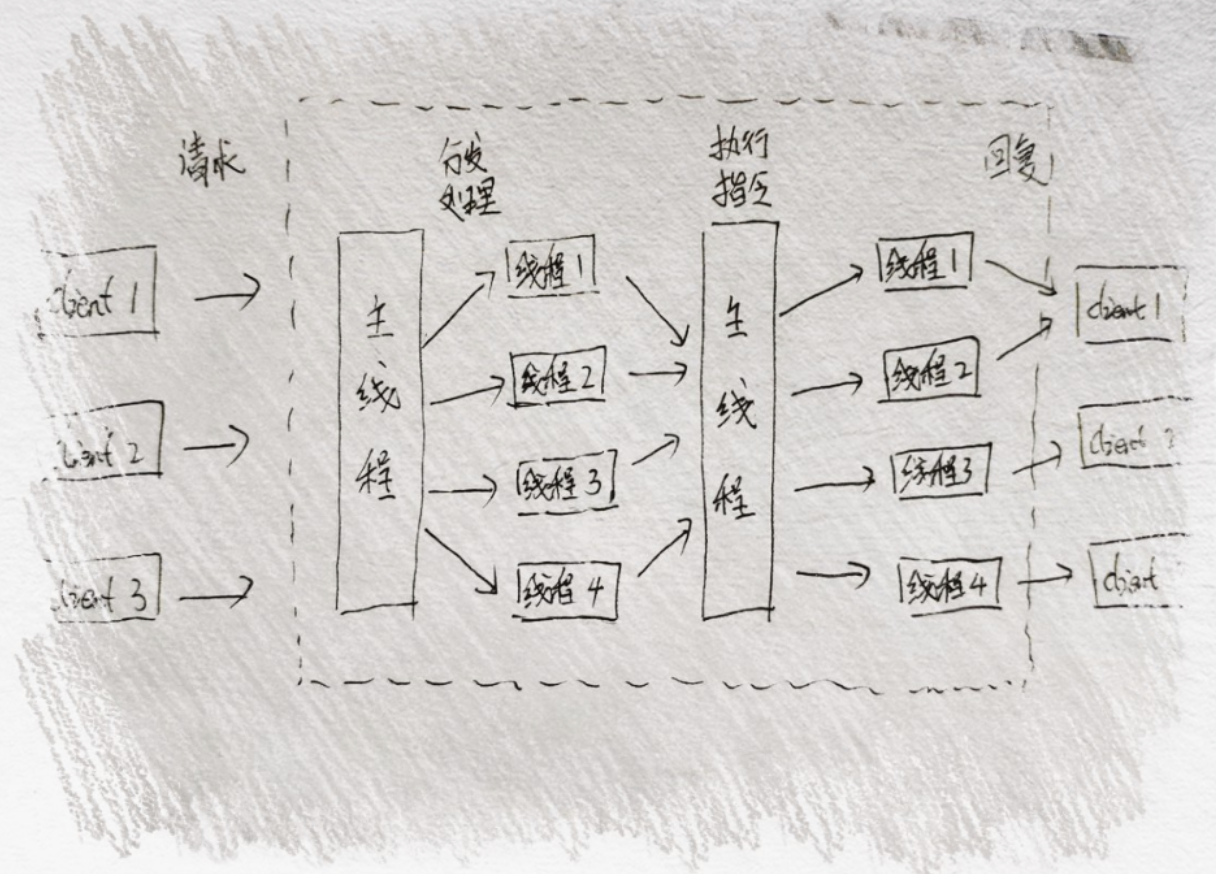 请求
分发
处理
执行
指令
回复
client 1
client 2
client 3
主
线
程
线程1
线程2
线程3
线程4
主
线
程
线程1
线程2
线程3
线程4
client 1
client
client